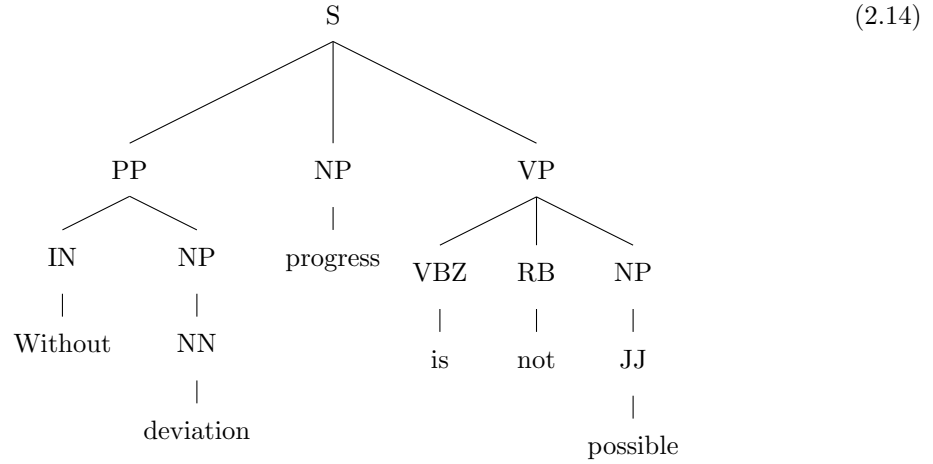 S (2.14)
PP NP VP
IN NP progress VBZ RB NP
Without NN is not JJ
deviation possible